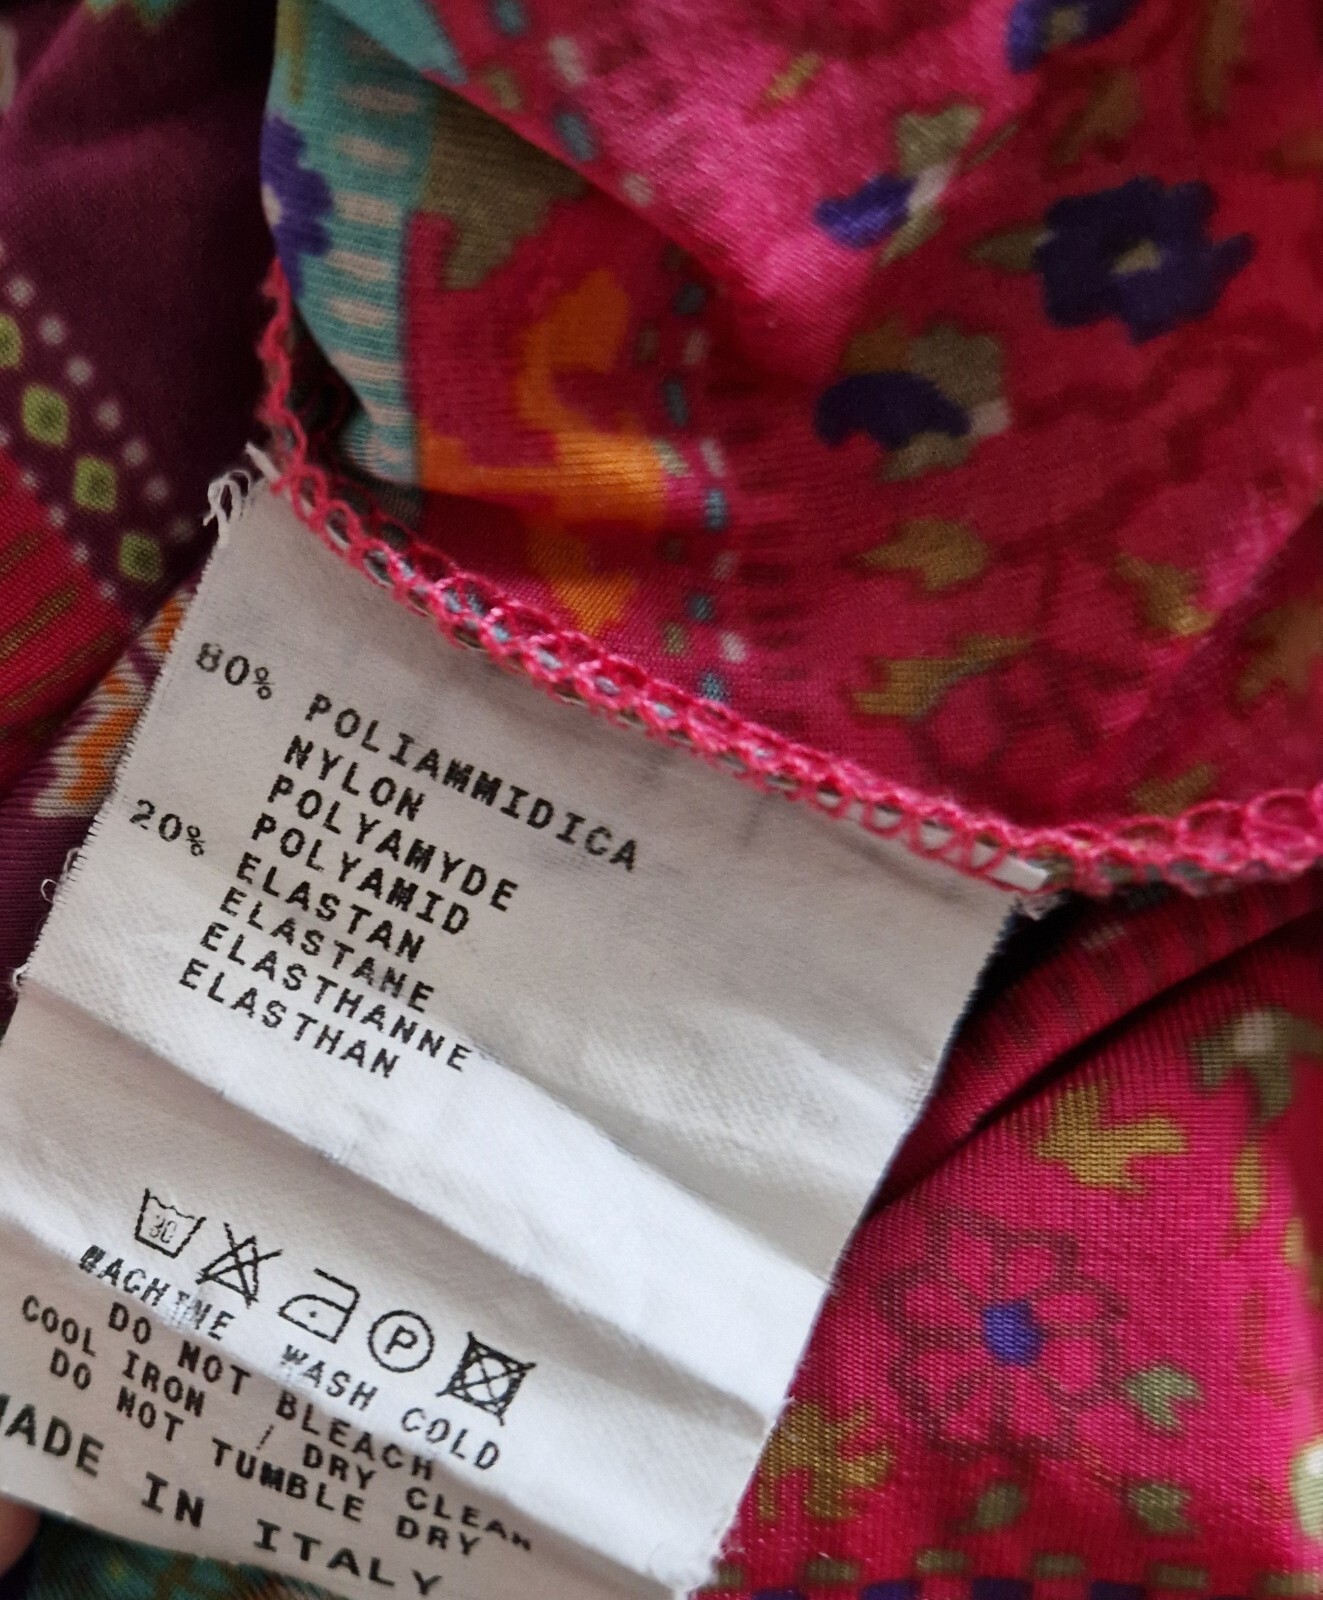 80% POLIAMMIDICA
NYLON
POLYAMYDE
20% POLYAMID
ELASTAN
ELASTANE
ELASTHANNE
ELASTHAN
30
P
MACHINE WASH COLD
DO NOT BLEACH
COOL IRON / DRY CLEAN
DO NOT TUMBLE DRY
MADE IN ITALY